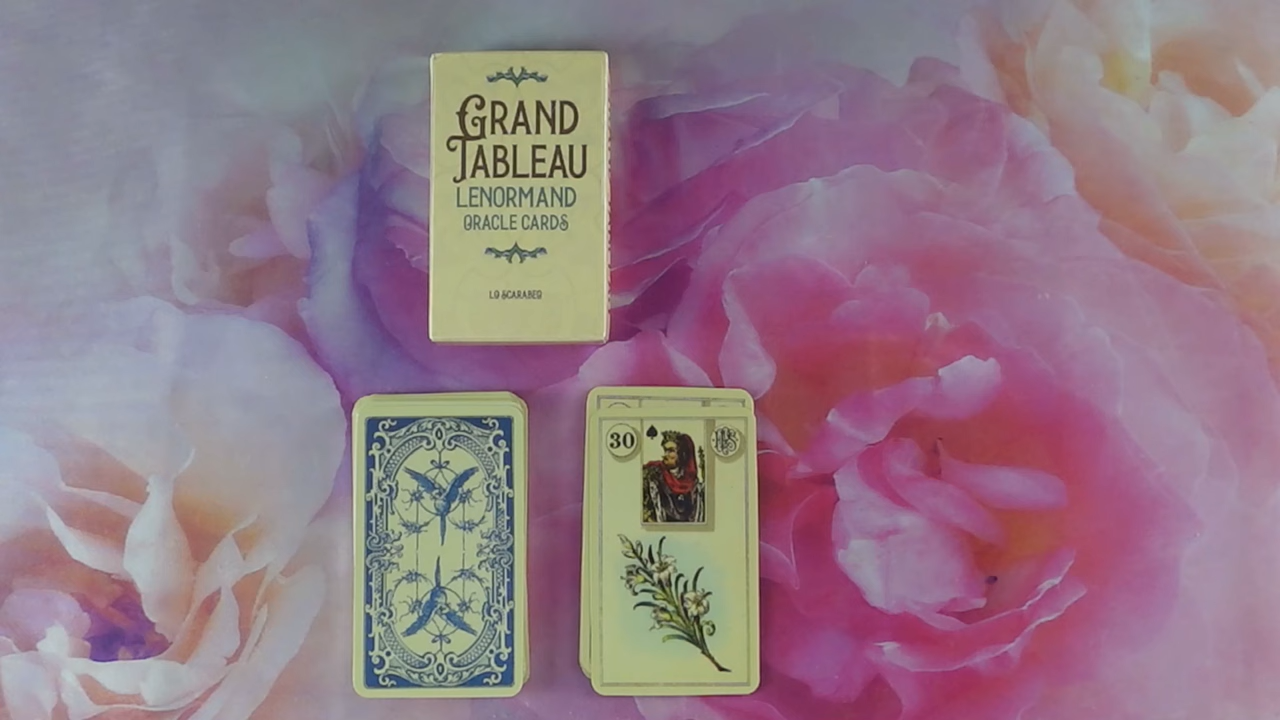 GRAND
TABLEAU
LENORMAND
ORACLE CARDS
LO SCARABEO
30